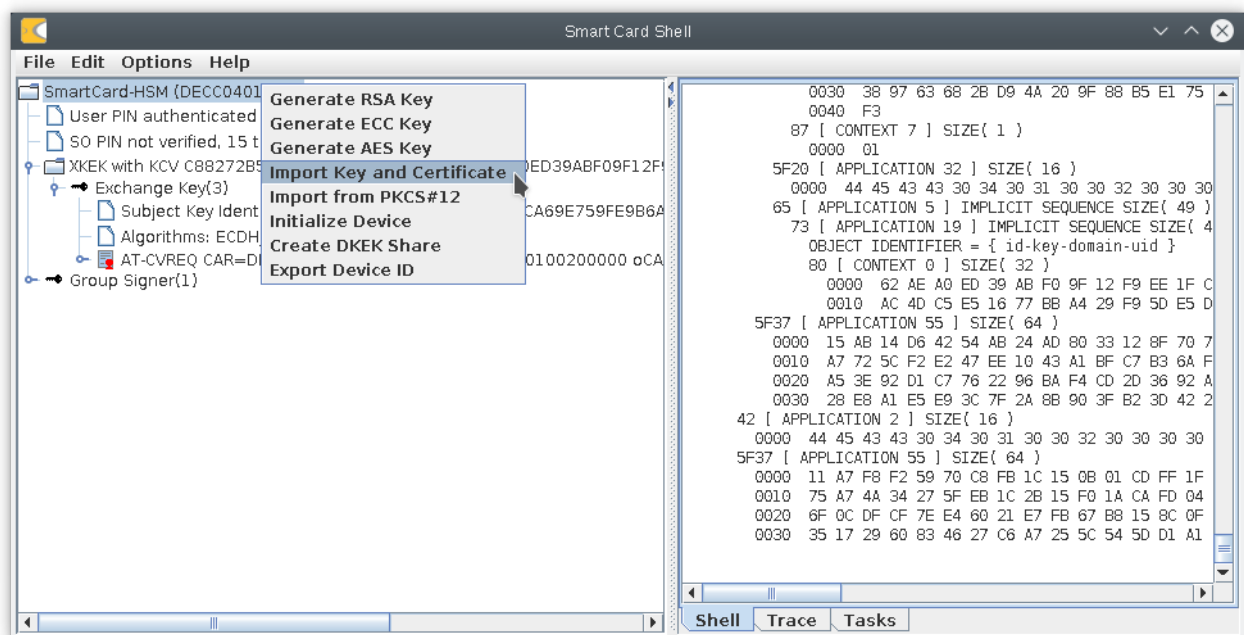 Smart Card Shell
File Edit Options Help
SmartCard-HSM (DECC0401
User PIN authenticated
SO PIN not verified, 15 t
XKEK with KCV C88272B5
ED39ABF09F12F9
Exchange Key(3)
Subject Key Ident
CA69E759FE9B6A
Algorithms: ECDH
AT-CVREQ CAR=DE
0100200000 oCA
Group Signer(1)
Generate RSA Key
Generate ECC Key
Generate AES Key
Import Key and Certificate
Import from PKCS#12
Initialize Device
Create DKEK Share
Export Device ID
0030 38 97 63 68 2B D9 4A 20 9F 88 B5 E1 75
0040 F3
87 [ CONTEXT 7 ] SIZE( 1 )
0000 01
5F20 [ APPLICATION 32 ] SIZE( 16 )
0000 44 45 43 43 30 34 30 31 30 30 32 30 30 30
65 [ APPLICATION 5 ] IMPLICIT SEQUENCE SIZE( 49 )
73 [ APPLICATION 19 ] IMPLICIT SEQUENCE SIZE( 4
OBJECT IDENTIFIER = { id-key-domain-uid }
80 [ CONTEXT 0 ] SIZE( 32 )
0000 62 AE A0 ED 39 AB F0 9F 12 F9 EE 1F C
0010 AC 4D C5 E5 16 77 BB A4 29 F9 5D E5 D
5F37 [ APPLICATION 55 ] SIZE( 64 )
0000 15 AB 14 D6 42 54 AB 24 AD 80 33 12 8F 70 7
0010 A7 72 5C F2 E2 47 EE 10 43 A1 BF C7 B3 6A F
0020 A5 3E 92 D1 C7 76 22 96 BA F4 CD 2D 36 92 A
0030 28 E8 A1 E5 E9 3C 7F 2A 8B 90 3F B2 3D 42 2
42 [ APPLICATION 2 ] SIZE( 16 )
0000 44 45 43 43 30 34 30 31 30 30 32 30 30 30 30
5F37 [ APPLICATION 55 ] SIZE( 64 )
0000 11 A7 F8 F2 59 70 C8 FB 1C 15 0B 01 CD FF 1F
0010 75 A7 4A 34 27 5F EB 1C 2B 15 F0 1A CA FD 04
0020 6F 0C DF CF 7E E4 60 21 E7 FB 67 B8 15 8C 0F
0030 35 17 29 60 83 46 27 C6 A7 25 5C 54 5D D1 A1
Shell Trace Tasks